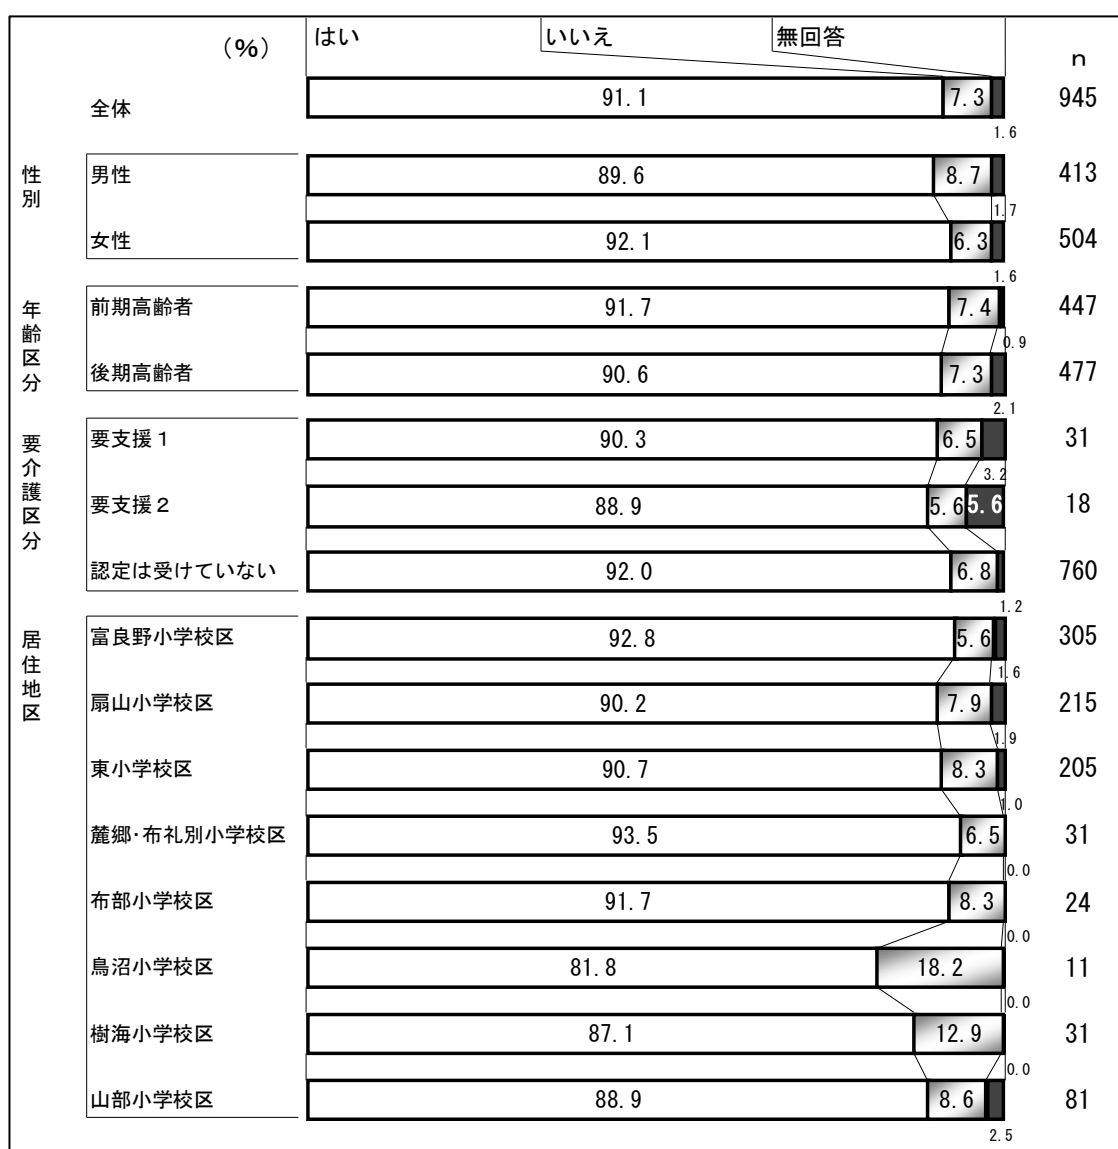 （%） はい いいえ 無回答
n
全体 91.1 7.3 945
1.6
性別
男性 89.6 8.7 413
1.7
女性 92.1 6.3 504
1.6
年齢区分
前期高齢者 91.7 7.4 447
0.9
後期高齢者 90.6 7.3 477
2.1
要介護区分
要支援１ 90.3 6.5 31
3.2
要支援２ 88.9 5.6 5.6 18
認定は受けていない 92.0 6.8 760
1.2
居住地区
富良野小学校区 92.8 5.6 305
1.6
扇山小学校区 90.2 7.9 215
1.9
東小学校区 90.7 8.3 205
1.0
麓郷･布礼別小学校区 93.5 6.5 31
0.0
布部小学校区 91.7 8.3 24
0.0
鳥沼小学校区 81.8 18.2 11
0.0
樹海小学校区 87.1 12.9 31
0.0
山部小学校区 88.9 8.6 81
2.5